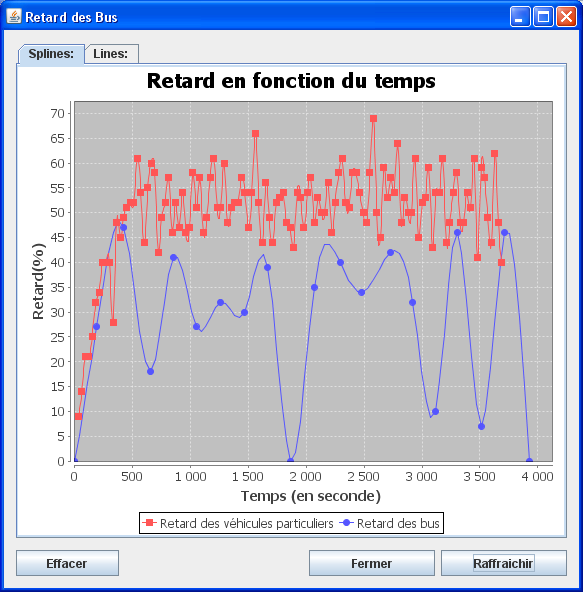 Retard des Bus
Splines: Lines:
Retard en fonction du temps
Retard(%)
70
65
60
55
50
45
40
35
30
25
20
15
10
5
0
0 500 1 000 1 500 2 000 2 500 3 000 3 500 4 000
Temps (en seconde)
Retard des véhicules particuliers Retard des bus
Effacer Fermer Raffraichir